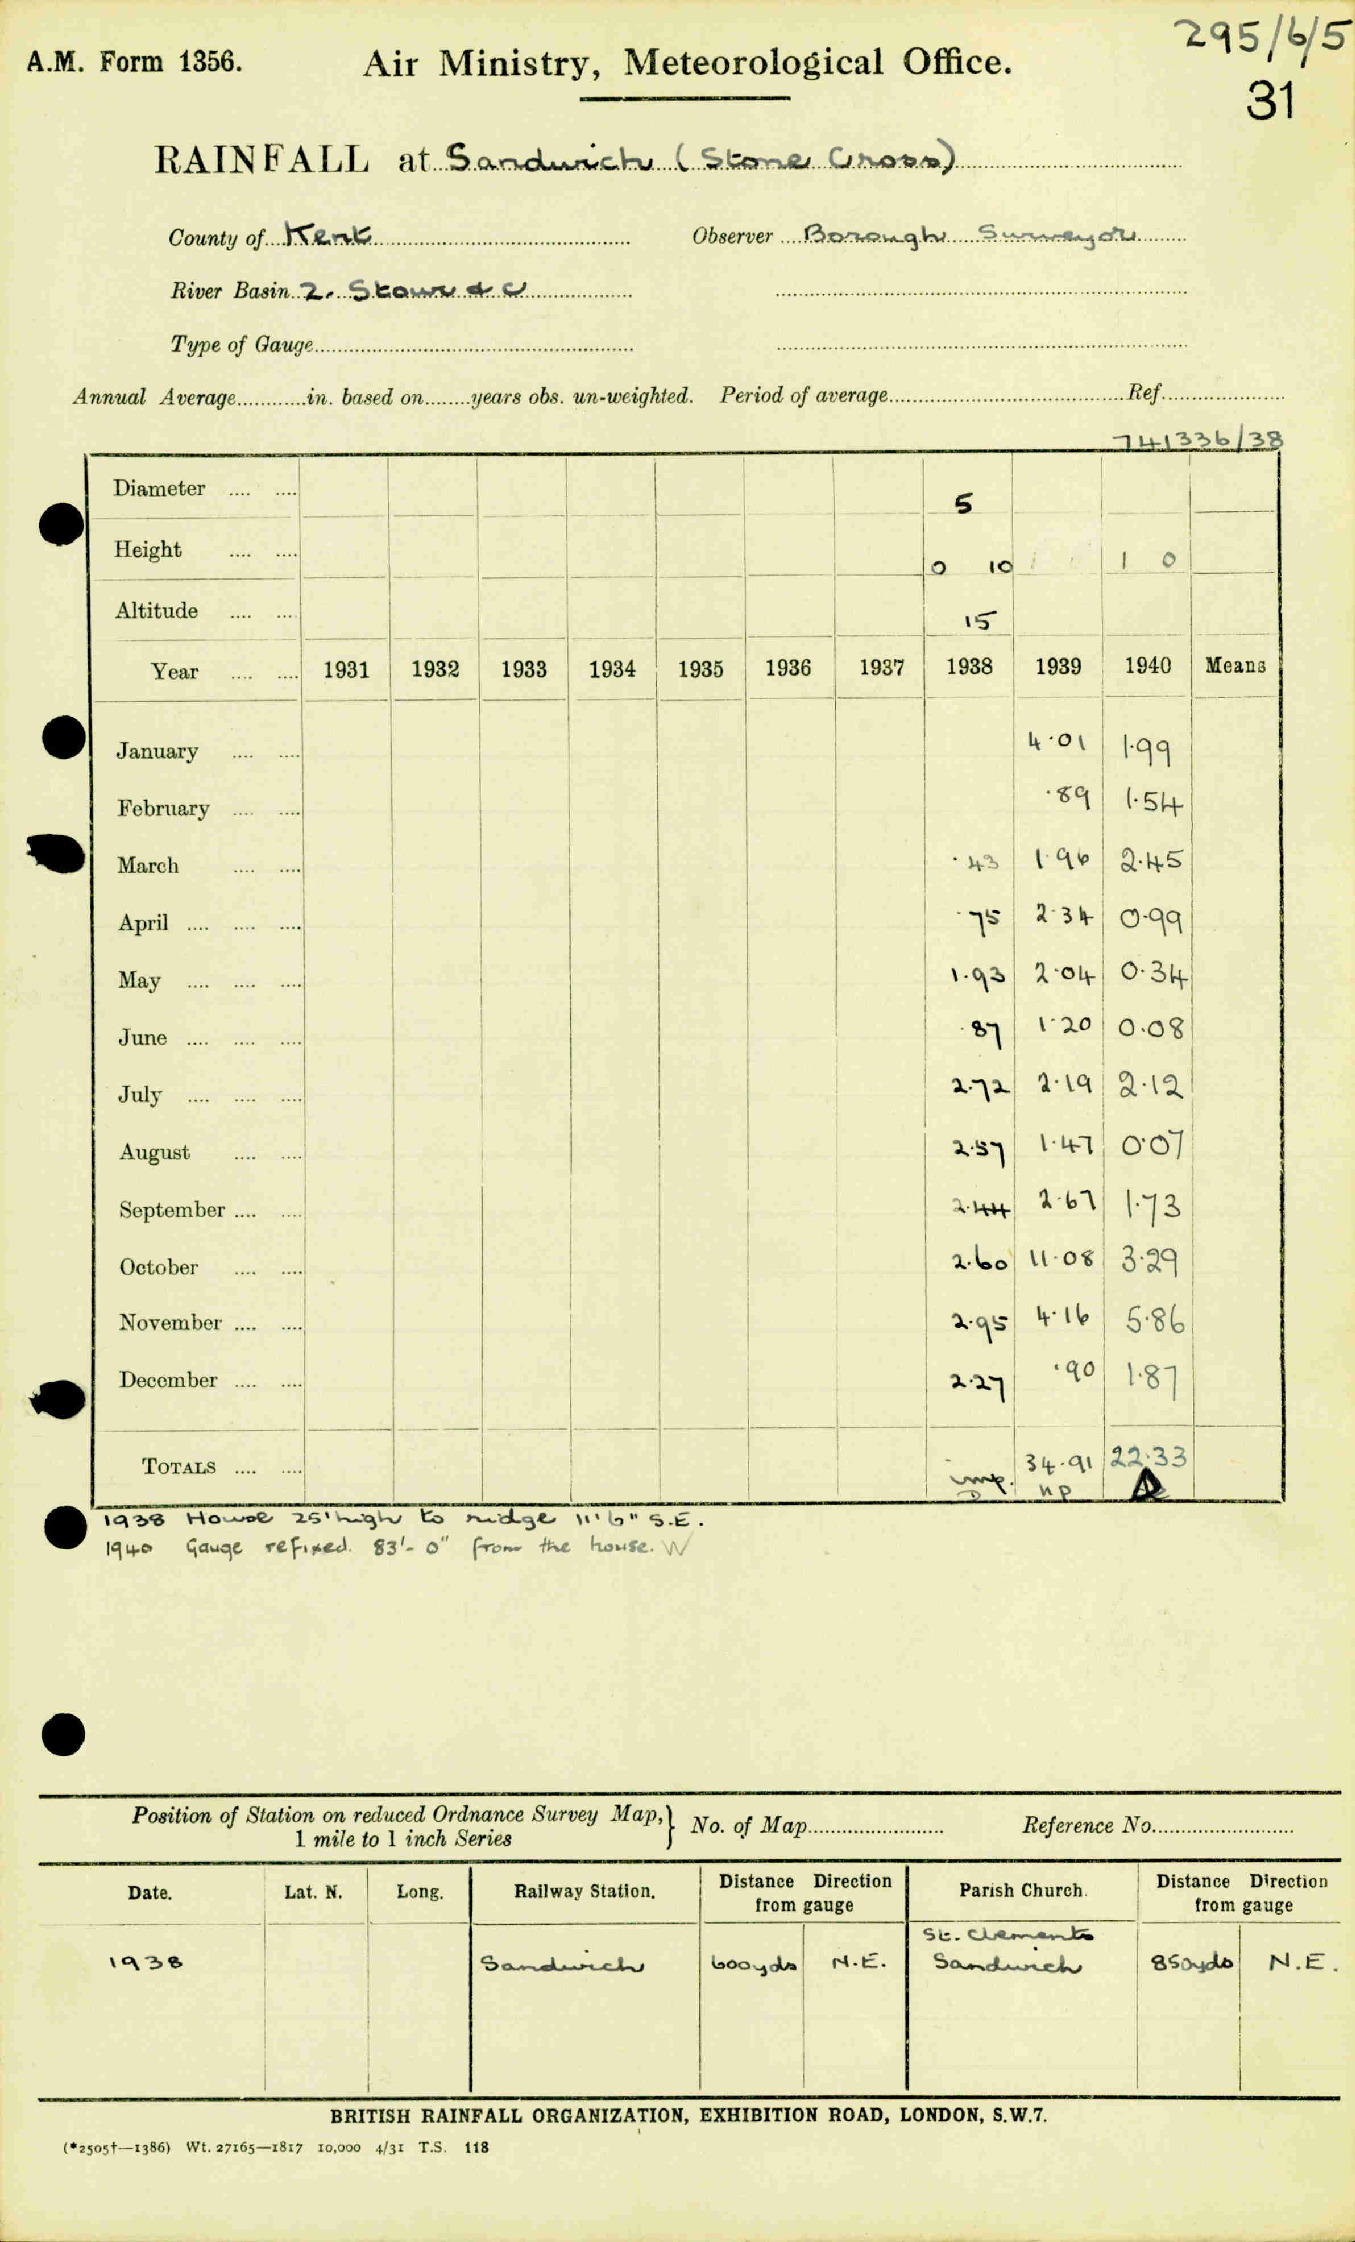 295/6/5
A.M. Form 1356. Air Ministry, Meteorological Office.
31
RAINFALL at Sandwich (Stone Cross)
County of Kent Observer Borough Surveyor
River Basin 2. Stour &c
Type of Gauge
Annual Average in. based on years obs. un-weighted. Period of average Ref.
741336/38
Diameter 5
Height 0 10 1 0
Altitude 15
Year 1931 1932 1933 1934 1935 1936 1937 1938 1939 1940 Means
January 4.01 1.99
February .89 1.54
March .43 1.96 2.45
April .75 2.34 0.99
May 1.93 2.04 0.34
June .87 1.20 0.08
July 2.72 2.19 2.12
August 2.57 1.47 0.07
September 2.44 2.67 1.73
October 2.60 11.08 3.29
November 2.95 4.16 5.86
December 2.27 .90 1.87
TOTALS imp. 34.91 22.33
D np
1938 House 25' high to ridge 11'6" S.E.
1940 Gauge refixed. 83'-0" from the house. W
Position of Station on reduced Ordnance Survey Map, No. of Map Reference No.
1 mile to 1 inch Series
Date. Lat. N. Long. Railway Station. Distance Direction from gauge Parish Church. Distance Direction from gauge
St. Clements
1938 Sandwich 600yds N.E. Sandwich 850yds N.E.
BRITISH RAINFALL ORGANIZATION, EXHIBITION ROAD, LONDON, S.W.7.
(*2505†—1386) Wt. 27165—1817 10,000 4/31 T.S. 118